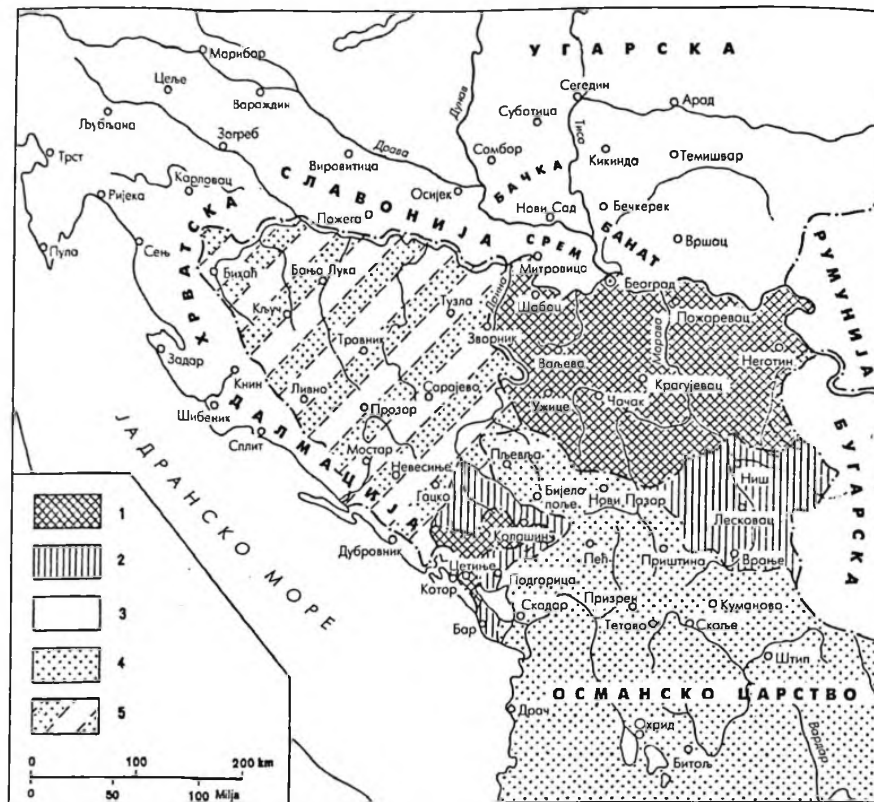 УГАРСКА
Марибар
Цеље
Вараждин
Дунав
Сегедин
Арад
Суботица
Тиса
Љубљана
Загреб
Драва
Вировитица
Сомбор
Кикинда
Темишвар
Трст
Карловац
СЛАВОНИЈА
Осијек
БАЧКА
Ријека
Пожега
Нови Сад
Бечкерек
Пула
Сењ
ХРВАТСКА
СРЕМ
БАНАТ
Вршац
РУМУНИЈА
Митровица
Бихаћ
Бања Лука
Београд
Шабац
Пожаревац
Кључ
Тузла
Зворник
Морава
Травник
Ваљево
Неготин
Задар
Книн
Ливно
Сарајево
Крагујевац
Шибеник
Прозор
Ужице
Чачак
БУГАРСКА
Сплит
ДАЛМАЦИЈА
ЈАДРАНСКО МОРЕ
Мостар
Невесиње
Пљевља
Гацко
Бијело
поље
Нови Пазар
Ниш
Лесковац
Дубровник
Колашин
Пећ
Приштина
Врање
Цетиње
Котор
Подгорица
Призрен
Куманово
Скадар
Тетово
Скопље
Бар
Штип
ОСМАНСКО ЦАРСТВО
Драч
Вардар
хрид
Битољ
1
2
3
4
5
0 100 200 km
0 50 100 Milja